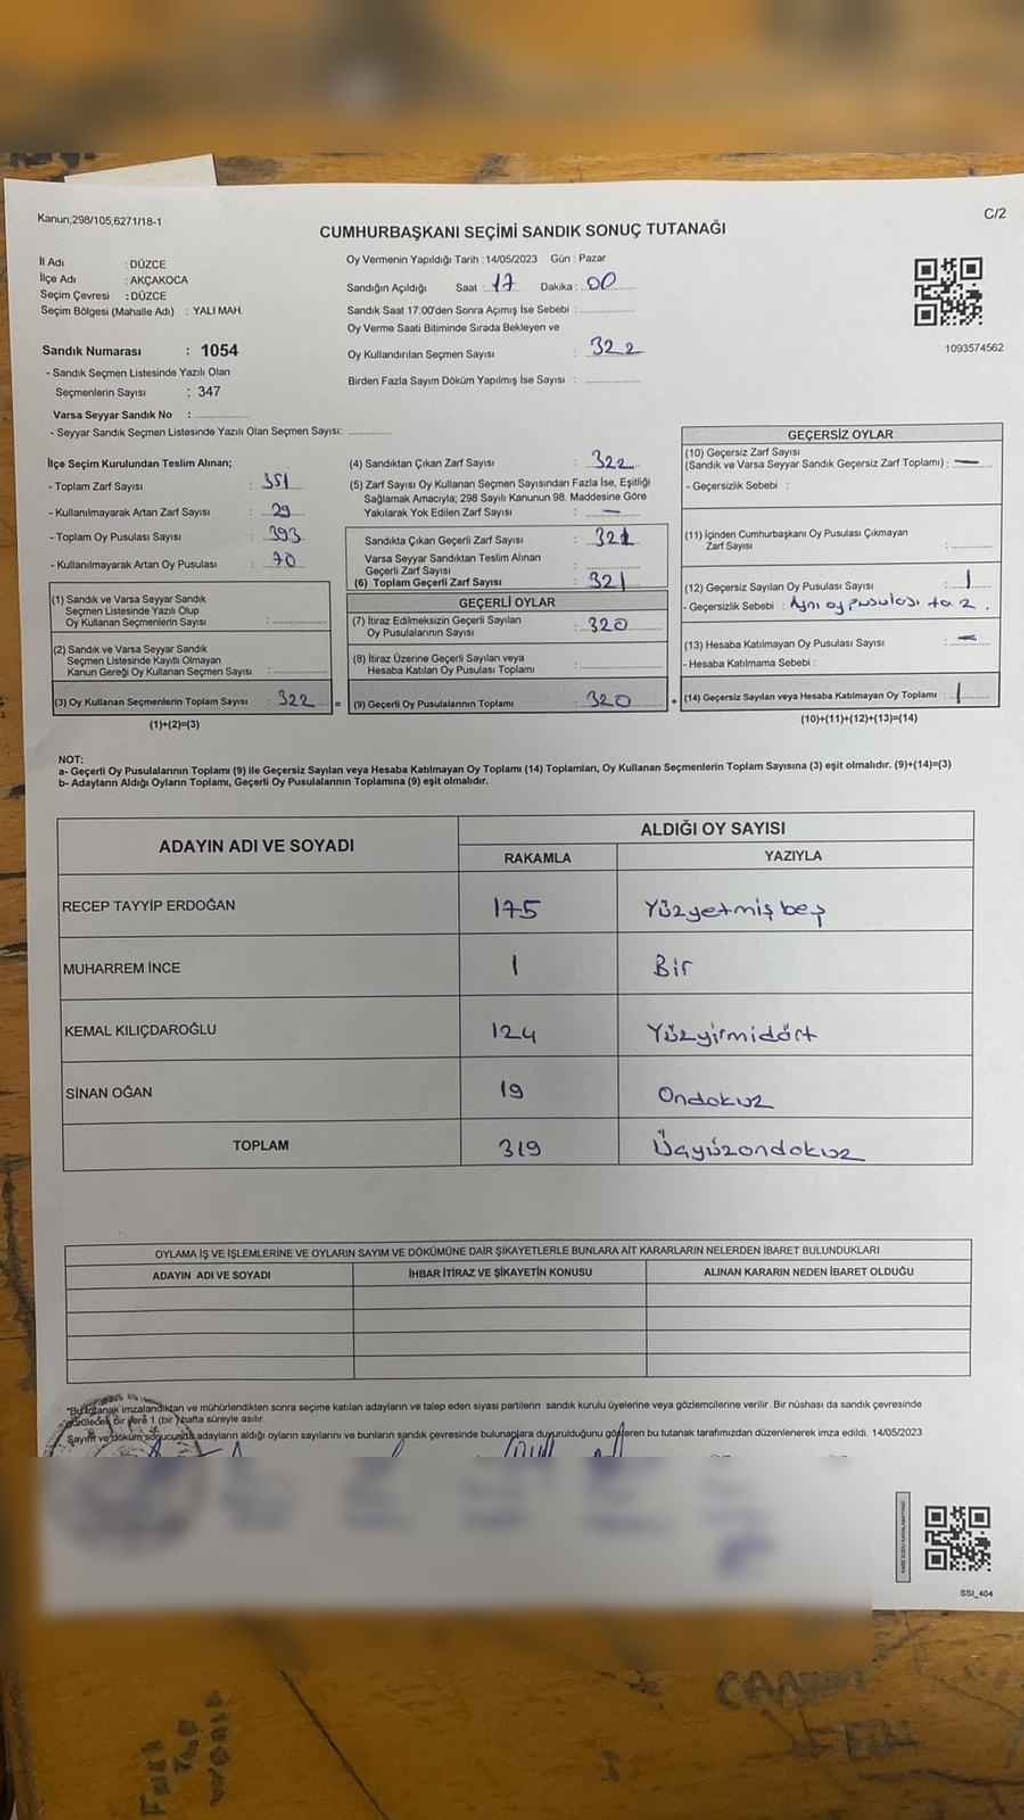 Kanun,298/105,6271/18-1
C/2
CUMHURBAŞKANI SEÇİMİ SANDIK SONUÇ TUTANAĞI
İl Adı : DÜZCE
İlçe Adı : AKÇAKOCA
Seçim Çevresi : DÜZCE
Seçim Bölgesi (Mahalle Adı) : YALI MAH.
Sandık Numarası : 1054
- Sandık Seçmen Listesinde Yazılı Olan
Seçmenlerin Sayısı : 347
Varsa Seyyar Sandık No :
- Seyyar Sandık Seçmen Listesinde Yazılı Olan Seçmen Sayısı:
Oy Vermenin Yapıldığı Tarih :14/05/2023 Gün : Pazar
Sandığın Açıldığı Saat : 17 Dakika : 00
Sandık Saat 17:00'den Sonra Açımış İse Sebebi :
Oy Verme Saati Bitiminde Sırada Bekleyen ve
Oy Kullandırılan Seçmen Sayısı : 322
Birden Fazla Sayım Döküm Yapılmış İse Sayısı :
1093574562
İlçe Seçim Kurulundan Teslim Alınan;
- Toplam Zarf Sayısı : 351
- Kullanılmayarak Artan Zarf Sayısı : 29
- Toplam Oy Pusulası Sayısı : 393
- Kullanılmayarak Artan Oy Pusulası : 70
(1) Sandık ve Varsa Seyyar Sandık
Seçmen Listesinde Yazılı Olup
Oy Kullanan Seçmenlerin Sayısı :
(2) Sandık ve Varsa Seyyar Sandık
Seçmen Listesinde Kayıtlı Olmayan
Kanun Gereği Oy Kullanan Seçmen Sayısı :
(3) Oy Kullanan Seçmenlerin Toplam Sayısı : 322 =
(1)+(2)=(3)
(4) Sandıktan Çıkan Zarf Sayısı : 322
(5) Zarf Sayısı Oy Kullanan Seçmen Sayısından Fazla İse, Eşitliği
Sağlamak Amacıyla; 298 Sayılı Kanunun 98. Maddesine Göre
Yakılarak Yok Edilen Zarf Sayısı : —
Sandıkta Çıkan Geçerli Zarf Sayısı : 321
Varsa Seyyar Sandıktan Teslim Alınan
Geçerli Zarf Sayısı :
(6) Toplam Geçerli Zarf Sayısı : 321
GEÇERLİ OYLAR
(7) İtiraz Edilmeksizin Geçerli Sayılan
Oy Pusulalarının Sayısı : 320
(8) İtiraz Üzerine Geçerli Sayılan veya
Hesaba Katılan Oy Pusulası Toplamı :
(9) Geçerli Oy Pusulalarının Toplamı : 320 +
GEÇERSİZ OYLAR
(10) Geçersiz Zarf Sayısı
(Sandık ve Varsa Seyyar Sandık Geçersiz Zarf Toplamı) : —
- Geçersizlik Sebebi :
(11) İçinden Cumhurbaşkanı Oy Pusulası Çıkmayan
Zarf Sayısı :
(12) Geçersiz Sayılan Oy Pusulası Sayısı : 1
- Geçersizlik Sebebi : Aynı oy pusulası ta 2.
(13) Hesaba Katılmayan Oy Pusulası Sayısı : —
- Hesaba Katılmama Sebebi :
(14) Geçersiz Sayılan veya Hesaba Katılmayan Oy Toplamı : 1
(10)+(11)+(12)+(13)=(14)
NOT:
a- Geçerli Oy Pusulalarının Toplamı (9) ile Geçersiz Sayılan veya Hesaba Katılmayan Oy Toplamı (14) Toplamları, Oy Kullanan Seçmenlerin Toplam Sayısına (3) eşit olmalıdır. (9)+(14)=(3)
b- Adayların Aldığı Oyların Toplamı, Geçerli Oy Pusulalarının Toplamına (9) eşit olmalıdır.
ADAYIN ADI VE SOYADI ALDIĞI OY SAYISI
RAKAMLA YAZIYLA
RECEP TAYYİP ERDOĞAN 175 Yüzyetmiş beş
MUHARREM İNCE 1 Bir
KEMAL KILIÇDAROĞLU 124 Yüzyirmidört
SİNAN OĞAN 19 Ondokuz
TOPLAM 319 Üçyüzondokuz
OYLAMA İŞ VE İŞLEMLERİNE VE OYLARIN SAYIM VE DÖKÜMÜNE DAİR ŞİKAYETLERLE BUNLARA AİT KARARLARIN NELERDEN İBARET BULUNDUKLARI
ADAYIN ADI VE SOYADI İHBAR İTİRAZ VE ŞİKAYETİN KONUSU ALINAN KARARIN NEDEN İBARET OLDUĞU
"Bu tutanak imzalandıktan ve mühürlendikten sonra seçime katılan adayların ve talep eden siyasi partilerin sandık kurulu üyelerine veya gözlemcilerine verilir. Bir nüshası da sandık çevresinde
görülecek bir yere 1 (bir) hafta süreyle asılır.
Sayım ve döküm sonucunda adayların aldığı oyların sayılarını ve bunların sandık çevresinde bulunanlara duyurulduğunu gösteren bu tutanak tarafımızdan düzenlenerek imza edildi. 14/05/2023
SSI_404